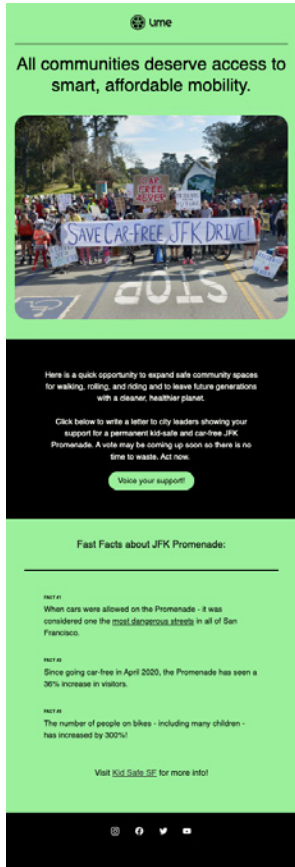 Lime
All communities deserve access to
smart, affordable mobility.
CAR
FREE
4EVER
SAVE CAR-FREE JFK DRIVE!
STOP
Here is a quick opportunity to expand safe community spaces
for walking, rolling, and riding and to leave future generations
with a cleaner, healthier planet.
Click below to write a letter to city leaders showing your
support for a permanent kid-safe and car-free JFK
Promenade. A vote may be coming up soon so there is no
time to waste. Act now.
Voice your support!
Fast Facts about JFK Promenade:
FACT #1
When cars were allowed on the Promenade - it was
considered one the most dangerous streets in all of San
Francisco.
FACT #2
Since going car-free in April 2020, the Promenade has seen a
36% increase in visitors.
FACT #3
The number of people on bikes - including many children -
has increased by 300%!
Visit Kid Safe SF for more info!